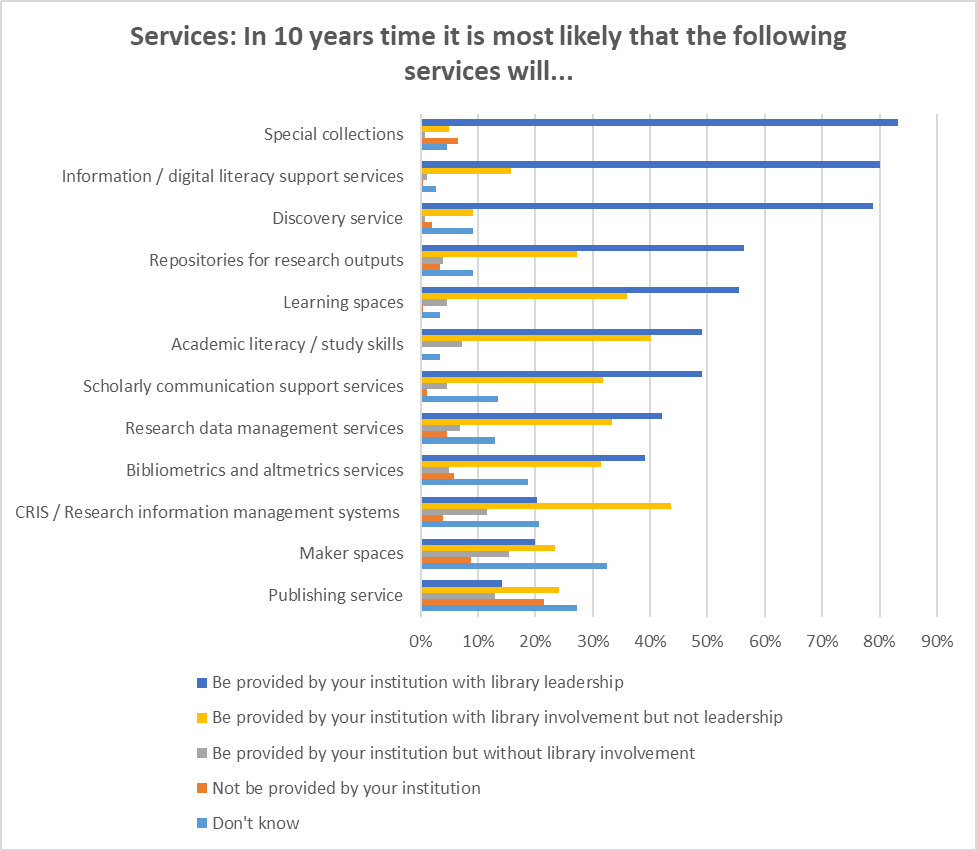 Services: In 10 years time it is most likely that the following
services will...
Special collections
Information / digital literacy support services
Discovery service
Repositories for research outputs
Learning spaces
Academic literacy / study skills
Scholarly communication support services
Research data management services
Bibliometrics and altmetrics services
CRIS / Research information management systems
Maker spaces
Publishing service
0% 10% 20% 30% 40% 50% 60% 70% 80% 90%
Be provided by your institution with library leadership
Be provided by your institution with library involvement but not leadership
Be provided by your institution but without library involvement
Not be provided by your institution
Don't know